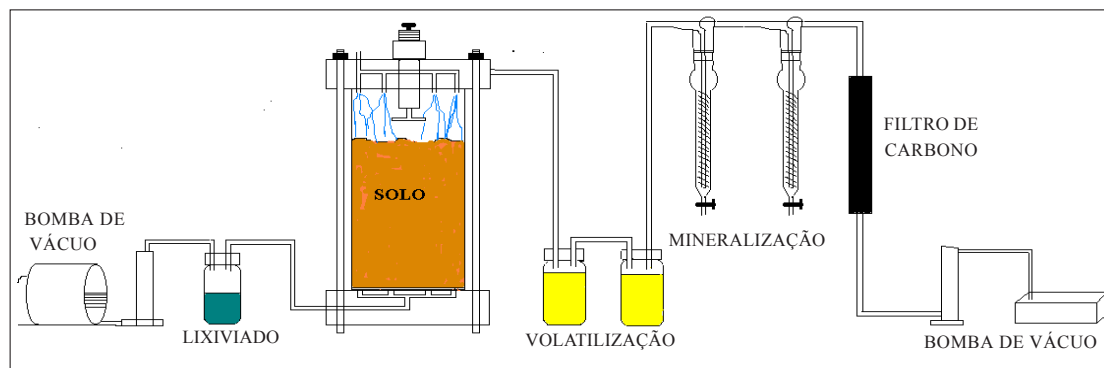 BOMBA DE
VÁCUO
LIXIVIADO
SOLO
VOLATILIZAÇÃO
MINERALIZAÇÃO
FILTRO DE
CARBONO
BOMBA DE VÁCUO